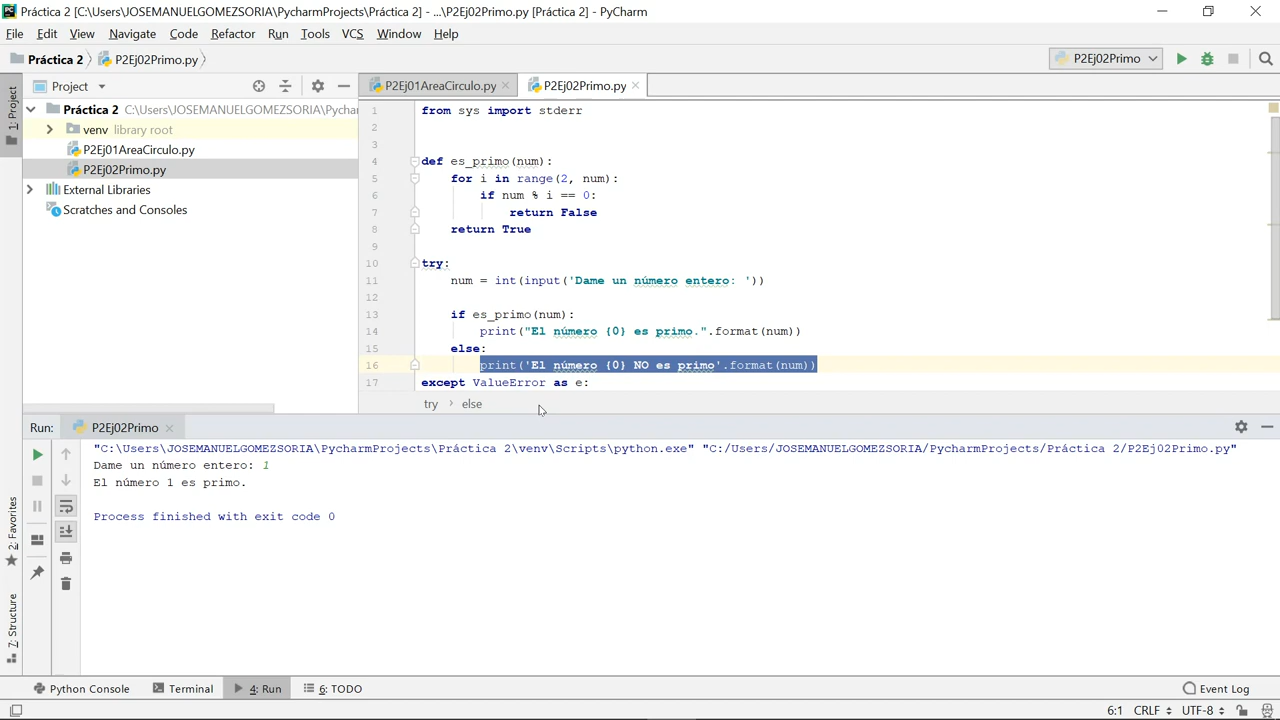 Práctica 2 [C:\Users\JOSEMANUELGOMEZSORIA\PycharmProjects\Práctica 2] - ...\P2Ej02Primo.py [Práctica 2] - PyCharm
File Edit View Navigate Code Refactor Run Tools VCS Window Help
Práctica 2 P2Ej02Primo.py P2Ej02Primo
Project P2Ej01AreaCirculo.py P2Ej02Primo.py
1: Project
Práctica 2 C:\Users\JOSEMANUELGOMEZSORIA\Pychar
venv library root
P2Ej01AreaCirculo.py
P2Ej02Primo.py
External Libraries
Scratches and Consoles
1 from sys import stderr
2
3
4 def es_primo(num):
5 for i in range(2, num):
6 if num % i == 0:
7 return False
8 return True
9
10 try:
11 num = int(input('Dame un número entero: '))
12
13 if es_primo(num):
14 print("El número {0} es primo.".format(num))
15 else:
16 print('El número {0} NO es primo'.format(num))
17 except ValueError as e:
try else
Run: P2Ej02Primo
"C:\Users\JOSEMANUELGOMEZSORIA\PycharmProjects\Práctica 2\venv\Scripts\python.exe" "C:/Users/JOSEMANUELGOMEZSORIA/PycharmProjects/Práctica 2/P2Ej02Primo.py"
Dame un número entero: 1
El número 1 es primo.
Process finished with exit code 0
2: Favorites
7: Structure
Python Console Terminal 4: Run 6: TODO Event Log
6:1 CRLF UTF-8